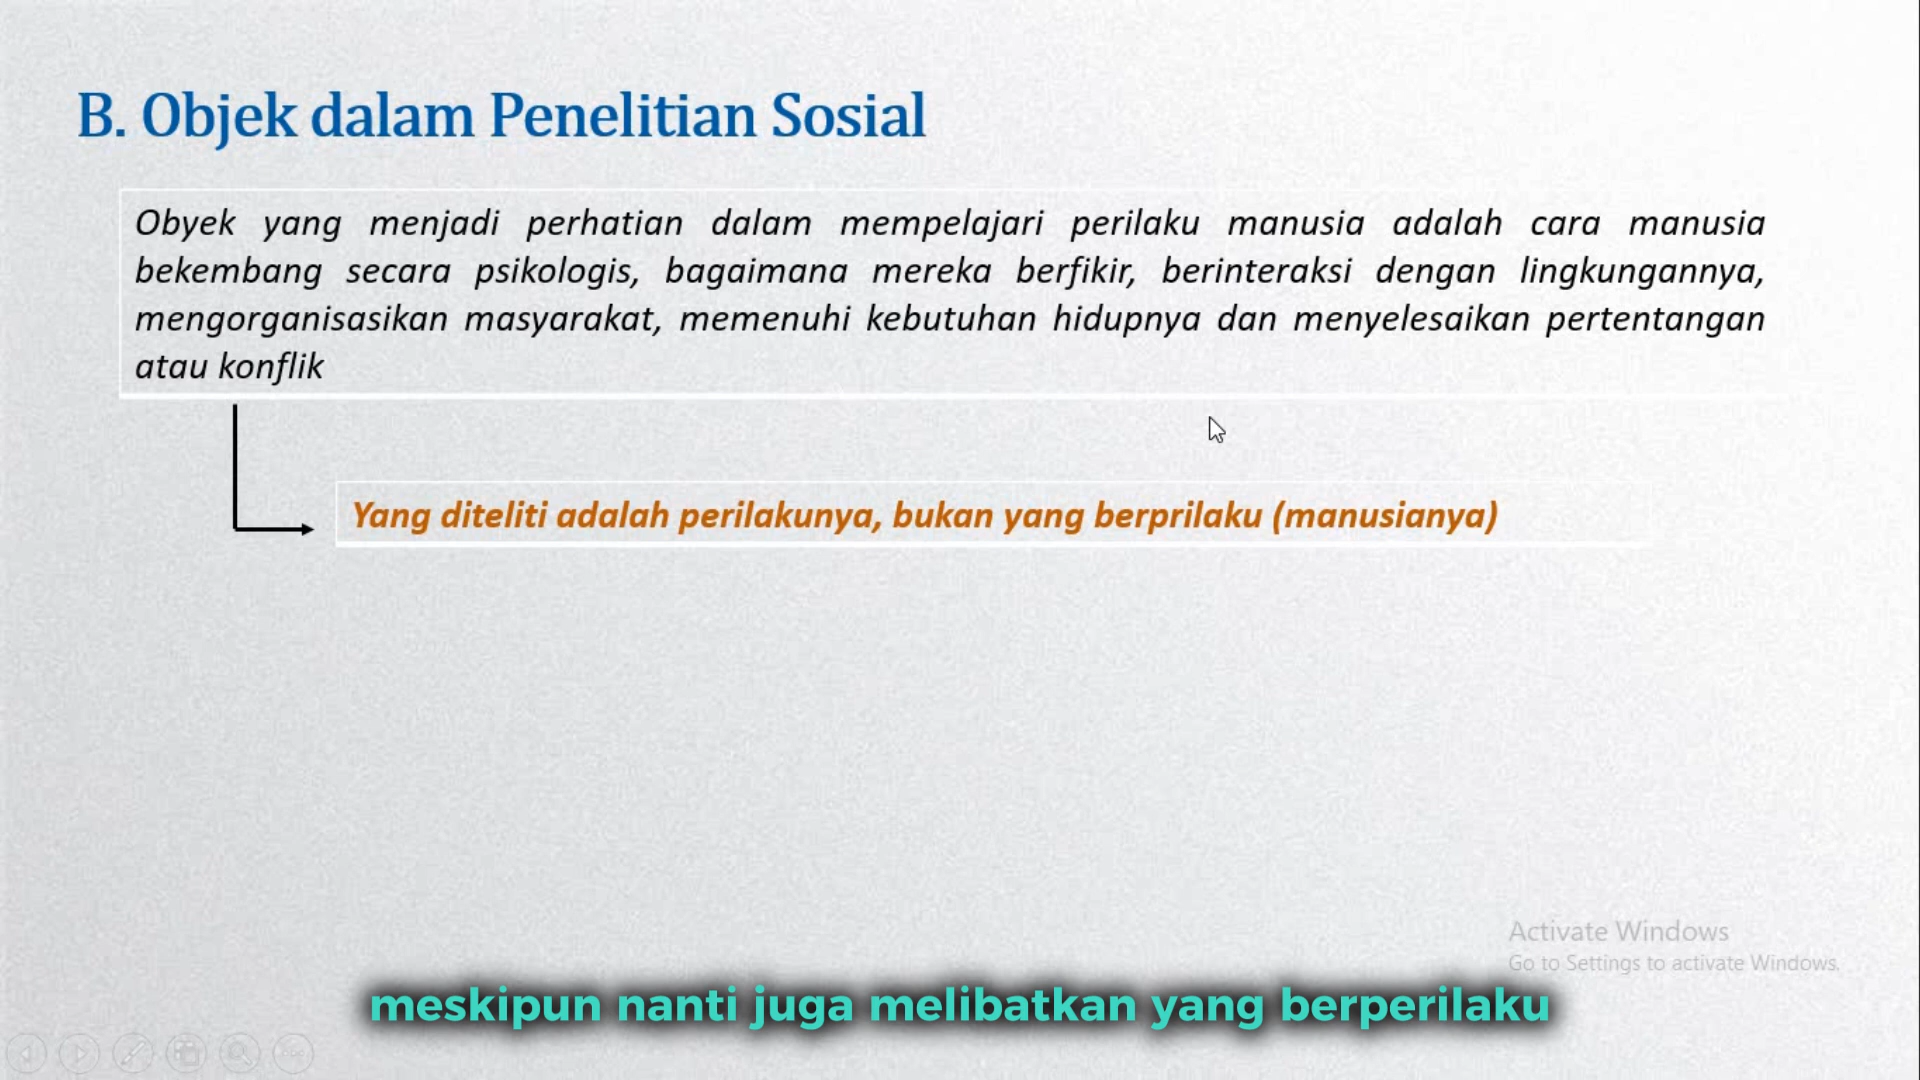 B. Objek dalam Penelitian Sosial
Obyek yang menjadi perhatian dalam mempelajari perilaku manusia adalah cara manusia
bekembang secara psikologis, bagaimana mereka berfikir, berinteraksi dengan lingkungannya,
mengorganisasikan masyarakat, memenuhi kebutuhan hidupnya dan menyelesaikan pertentangan
atau konflik
Yang diteliti adalah perilakunya, bukan yang berprilaku (manusianya)
Activate Windows
Go to Settings to activate Windows.
meskipun nanti juga melibatkan yang berperilaku